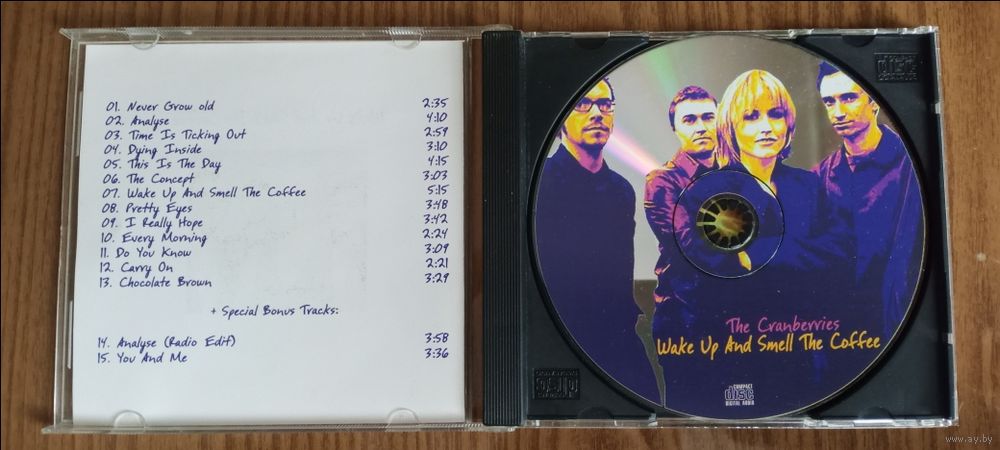 01. Never Grow old 2:35
02. Analyse 4:10
03. Time Is Ticking Out 2:59
04. Dying Inside 3:10
05. This Is The Day 4:15
06. The Concept 3:03
07. Wake Up And Smell The Coffee 5:15
08. Pretty Eyes 3:48
09. I Really Hope 3:42
10. Every Morning 2:24
11. Do You Know 3:09
12. Carry On 2:21
13. Chocolate Brown 3:29
+ Special Bonus Tracks:
14. Analyse (Radio Edit) 3:58
15. You And Me 3:36
The Cranberries
Wake Up And Smell The Coffee
COMPACT
disc
DIGITAL AUDIO
www.ay.by